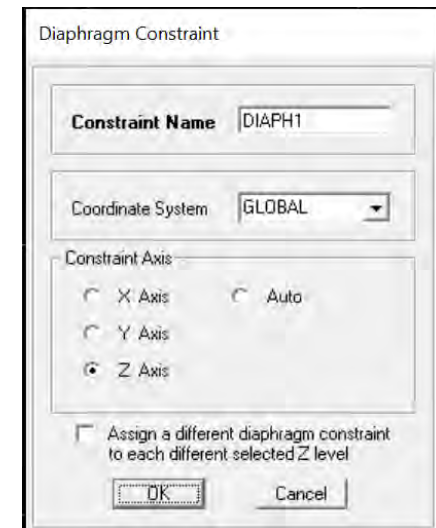 Diaphragm Constraint
Constraint Name DIAPH1
Coordinate System GLOBAL
Constraint Axis
X Axis Auto
Y Axis
Z Axis
Assign a different diaphragm constraint
to each different selected Z level
OK Cancel